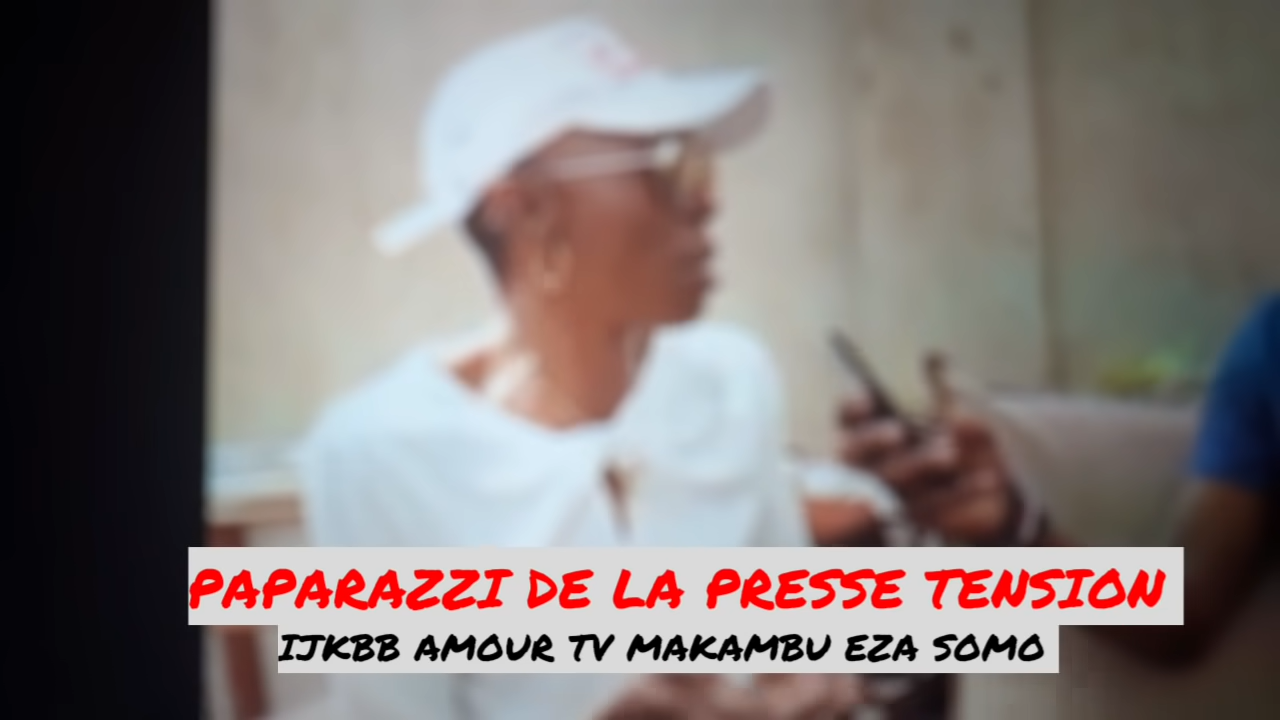 PAPARAZZI DE LA PRESSE TENSION
IJKBB AMOUR TV MAKAMBU EZA SOMO